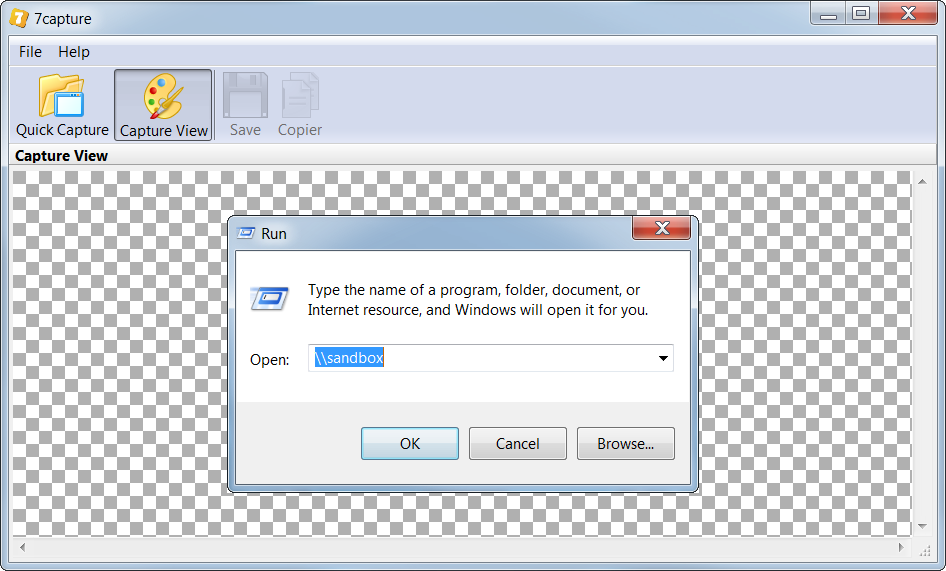 7capture
File Help
Quick Capture Capture View Save Copier
Capture View
Run
Type the name of a program, folder, document, or
Internet resource, and Windows will open it for you.
Open: \\sandbox
OK Cancel Browse...